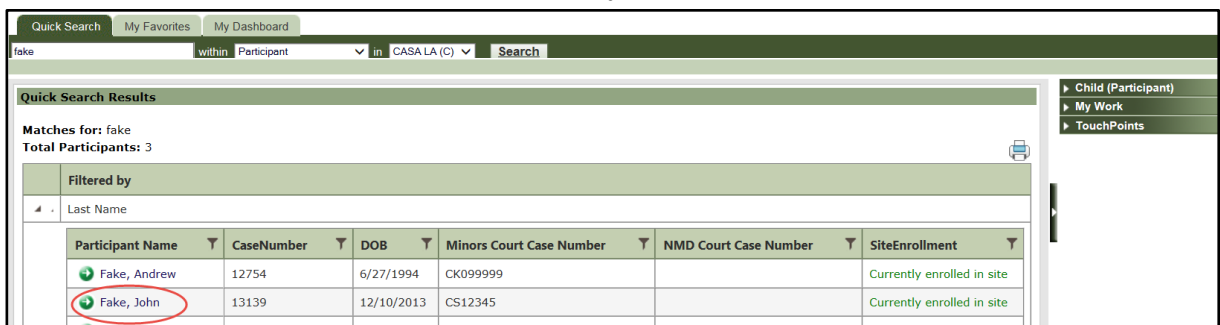 Quick Search My Favorites My Dashboard
fake within Participant in CASA LA (C) Search
Child (Participant)
My Work
TouchPoints
Quick Search Results
Matches for: fake
Total Participants: 3
Filtered by
Last Name
Participant Name CaseNumber DOB Minors Court Case Number NMD Court Case Number SiteEnrollment
Fake, Andrew 12754 6/27/1994 CK099999 Currently enrolled in site
Fake, John 13139 12/10/2013 CS12345 Currently enrolled in site